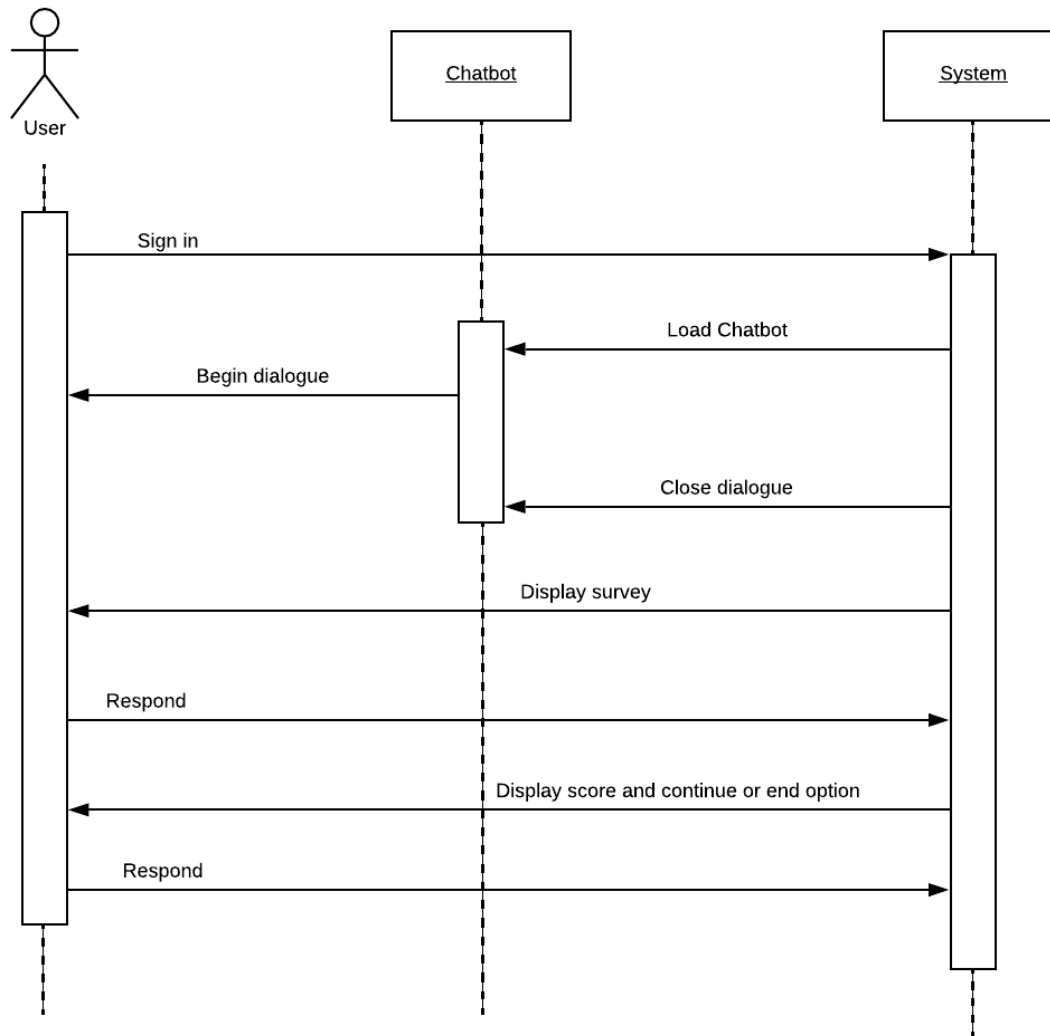 User
Chatbot
System
Sign in
Load Chatbot
Begin dialogue
Close dialogue
Display survey
Respond
Display score and continue or end option
Respond